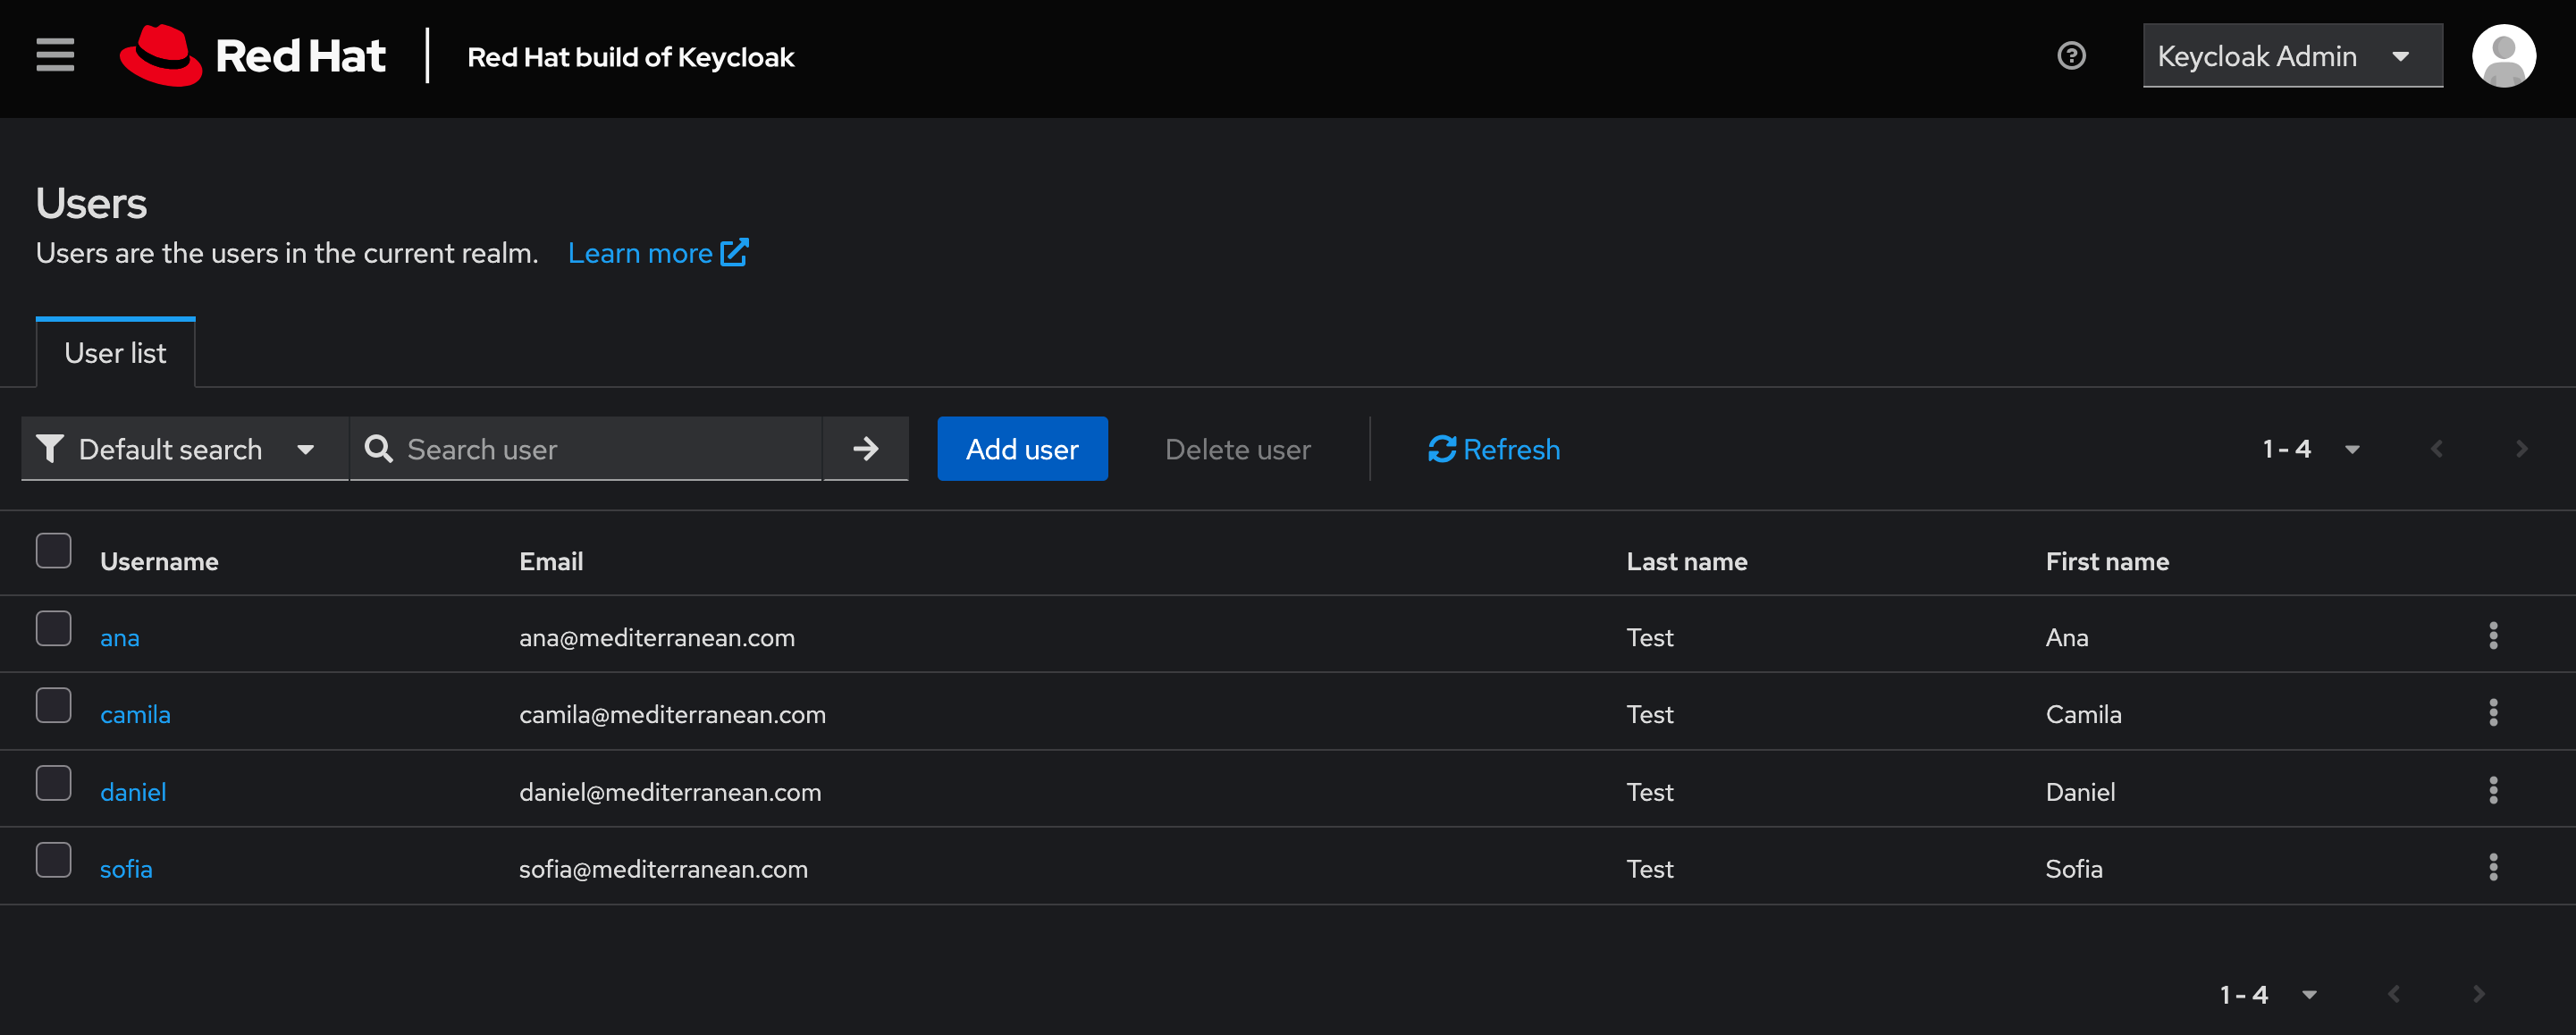 Red Hat Red Hat build of Keycloak Keycloak Admin
Users
Users are the users in the current realm. Learn more
User list
Default search Search user Add user Delete user Refresh 1 - 4
Username Email Last name First name
ana ana@mediterranean.com Test Ana
camila camila@mediterranean.com Test Camila
daniel daniel@mediterranean.com Test Daniel
sofia sofia@mediterranean.com Test Sofia
1 - 4